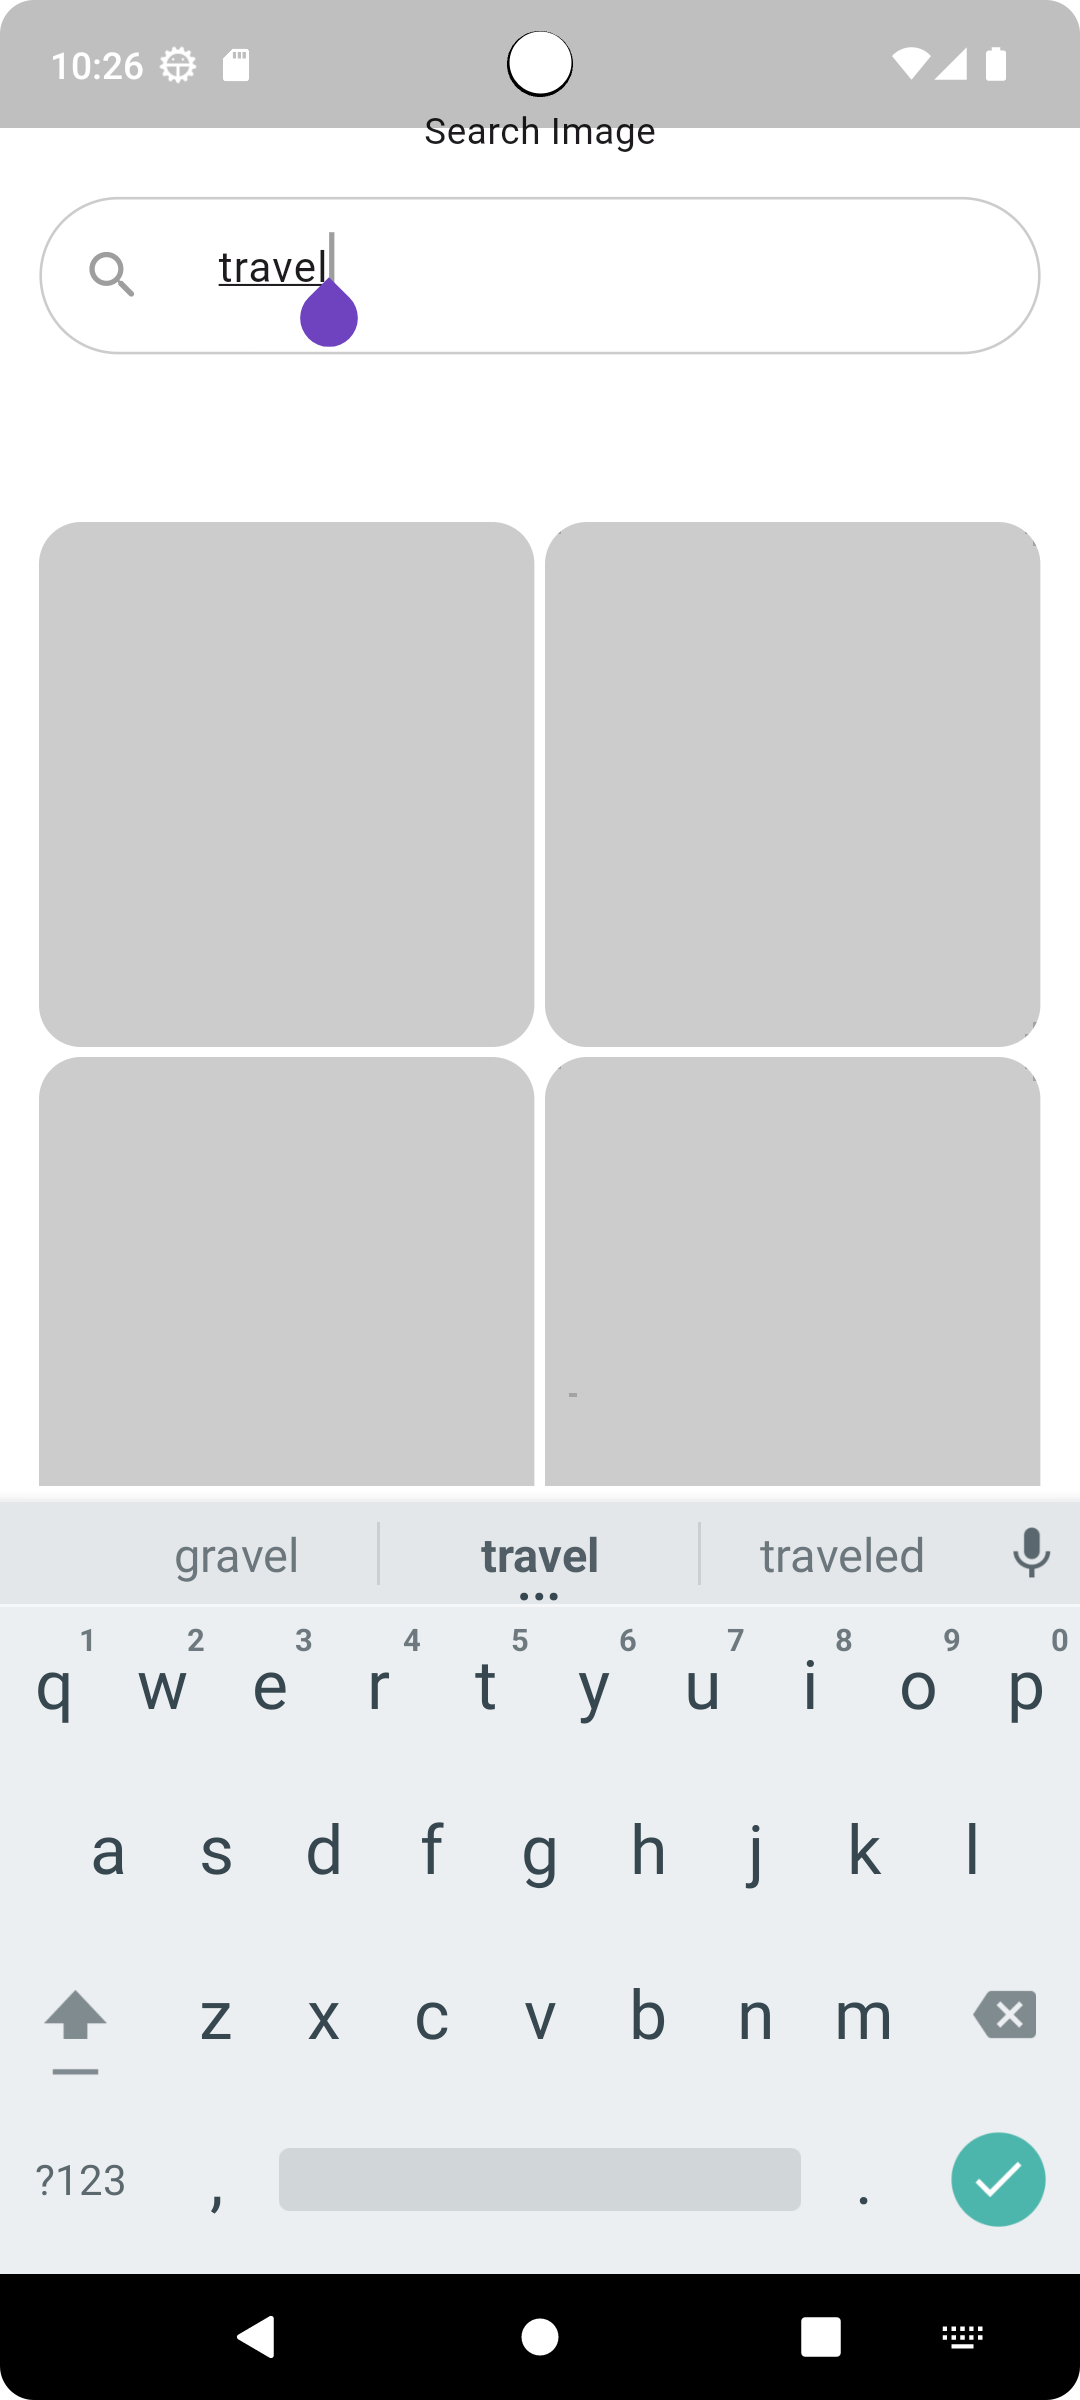 10:26
Search Image
travel
gravel travel traveled
1 2 3 4 5 6 7 8 9 0
q w e r t y u i o p
a s d f g h j k l
z x c v b n m
?123 , .